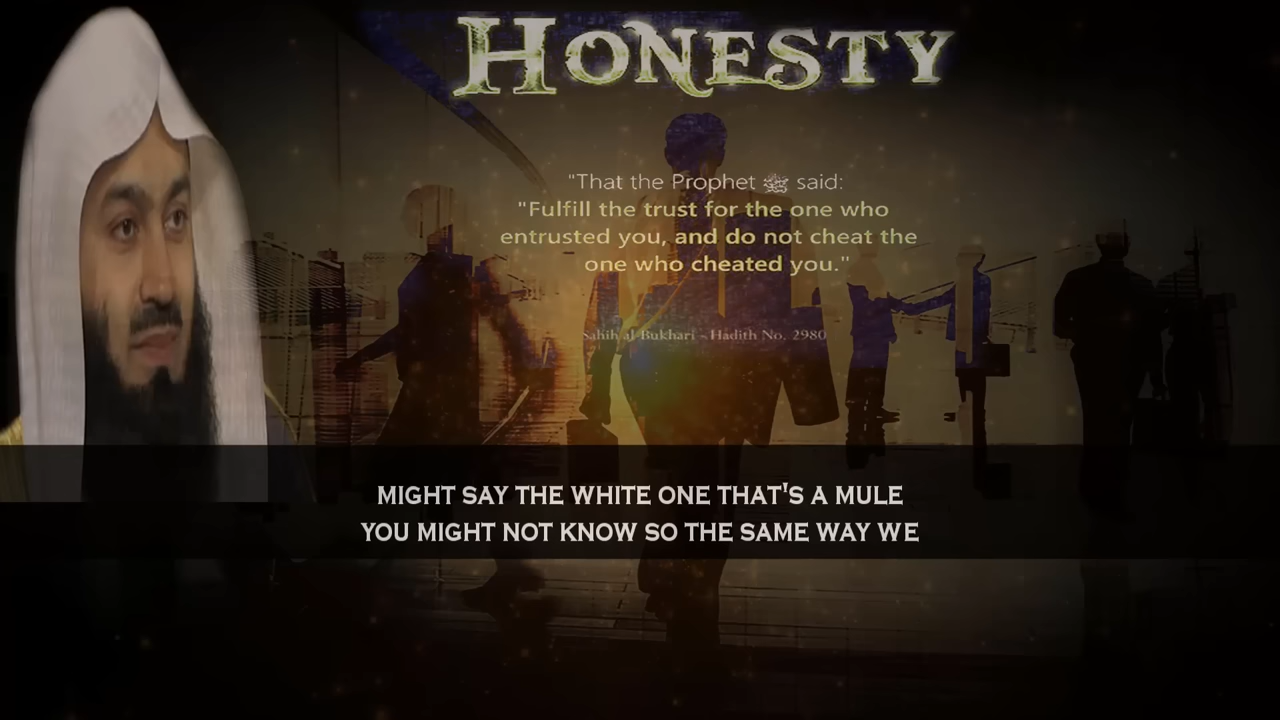 HONESTY
"That the Prophet ﷺ said:
"Fulfill the trust for the one who
entrusted you, and do not cheat the
one who cheated you."
Sahih al-Bukhari - Hadith No. 2980
MIGHT SAY THE WHITE ONE THAT'S A MULE
YOU MIGHT NOT KNOW SO THE SAME WAY WE